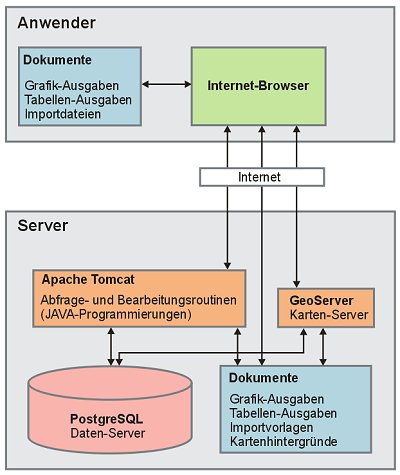 Anwender
Dokumente
Grafik-Ausgaben
Tabellen-Ausgaben
Importdateien
Internet-Browser
Internet
Server
Apache Tomcat
Abfrage- und Bearbeitungsroutinen
(JAVA-Programmierungen)
GeoServer
Karten-Server
PostgreSQL
Daten-Server
Dokumente
Grafik-Ausgaben
Tabellen-Ausgaben
Importvorlagen
Kartenhintergründe